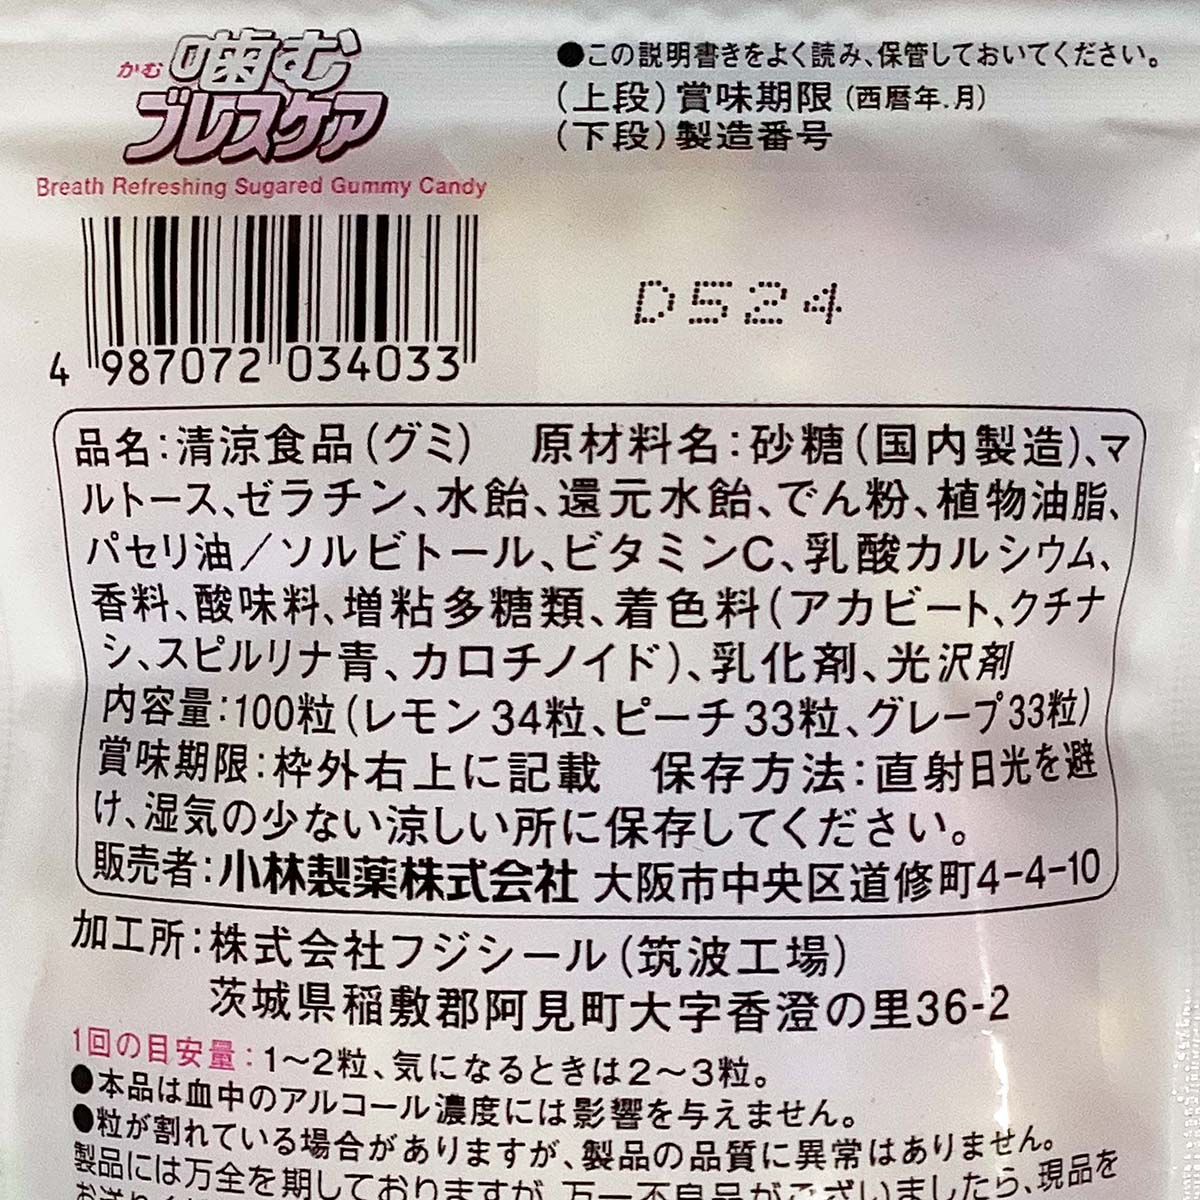 かむ 噛む
ブレスケア
Breath Refreshing Sugared Gummy Candy
4 987072 034033
●この説明書きをよく読み、保管しておいてください。
(上段)賞味期限(西暦年.月)
(下段)製造番号
D524
品名:清涼食品(グミ) 原材料名:砂糖(国内製造)、マ
ルトース、ゼラチン、水飴、還元水飴、でん粉、植物油脂、
パセリ油/ソルビトール、ビタミンC、乳酸カルシウム、
香料、酸味料、増粘多糖類、着色料(アカビート、クチナ
シ、スピルリナ青、カロチノイド)、乳化剤、光沢剤
内容量:100粒(レモン34粒、ピーチ33粒、グレープ33粒)
賞味期限:枠外右上に記載 保存方法:直射日光を避
け、湿気の少ない涼しい所に保存してください。
販売者:小林製薬株式会社 大阪市中央区道修町4-4-10
加工所:株式会社フジシール(筑波工場)
茨城県稲敷郡阿見町大字香澄の里36-2
1回の目安量:1~2粒、気になるときは2~3粒。
●本品は血中のアルコール濃度には影響を与えません。
●粒が割れている場合がありますが、製品の品質に異常はありません。
製品には万全を期しておりますが、万一不良品がございましたら、現品を